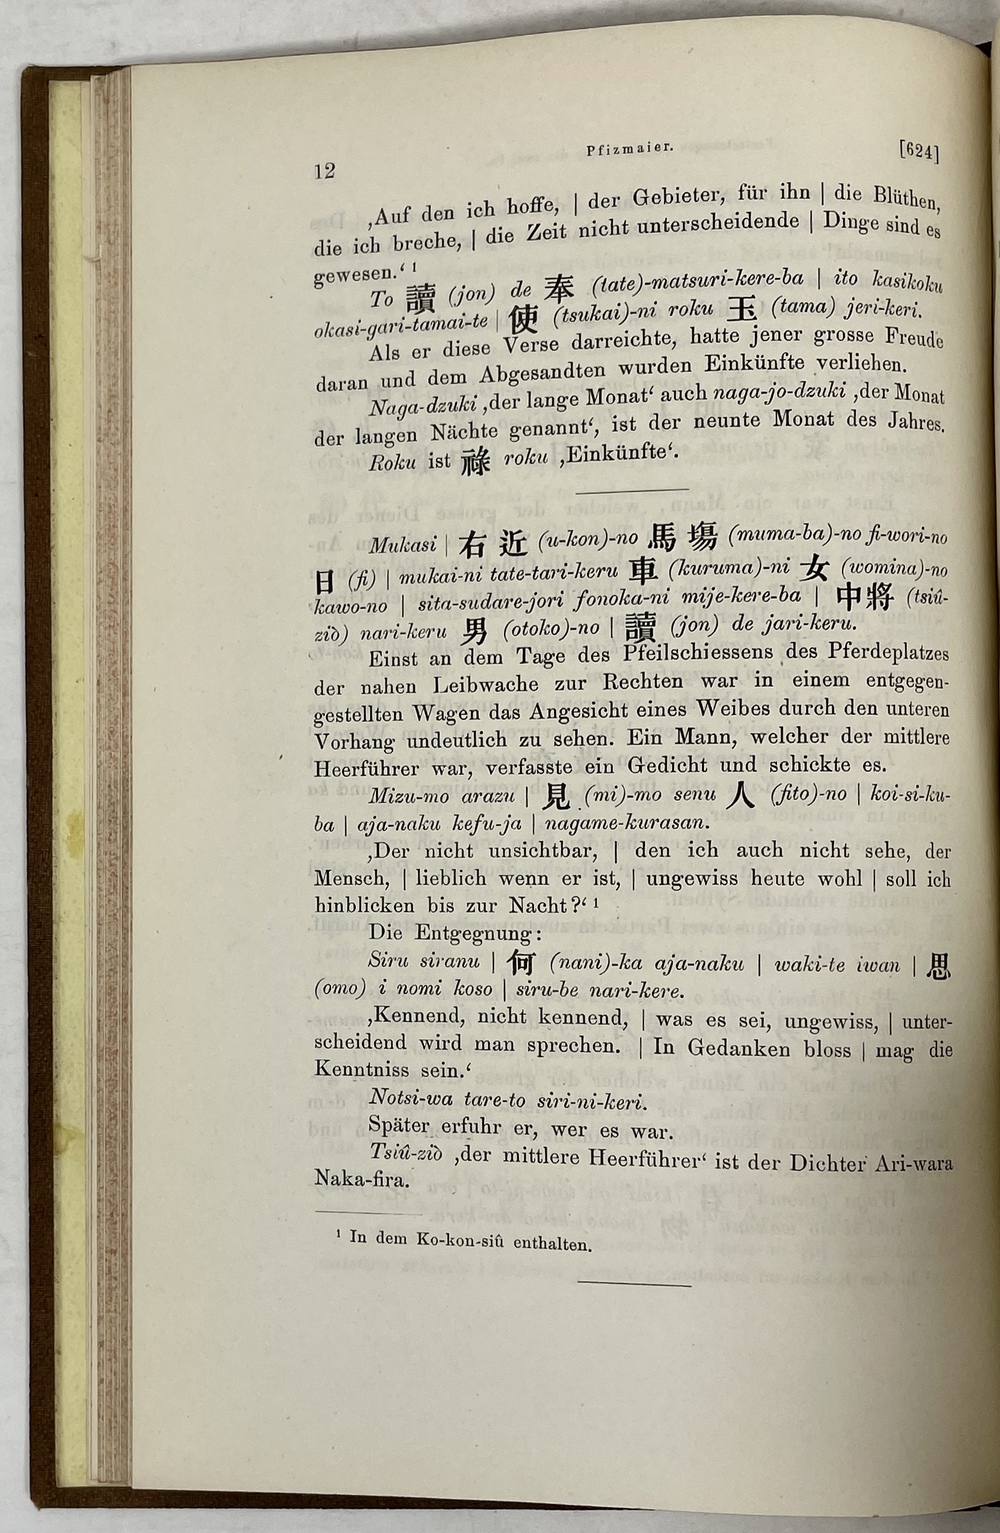 12
Pfizmaier.
[624]
‚Auf den ich hoffe, | der Gebieter, für ihn | die Blüthen,
die ich breche, | die Zeit nicht unterscheidende | Dinge sind es
gewesen.‘ ¹
To 讀 (jon) de 奉 (tate)-matsuri-kere-ba | ito kasikoku
okasi-gari-tamai-te | 使 (tsukai)-ni roku 玉 (tama) jeri-keri.
Als er diese Verse darreichte, hatte jener grosse Freude
daran und dem Abgesandten wurden Einkünfte verliehen.
Naga-dzuki ‚der lange Monat‘ auch naga-jo-dzuki ‚der Monat
der langen Nächte genannt‘, ist der neunte Monat des Jahres.
Roku ist 祿 roku ‚Einkünfte‘.
Mukasi | 右 近 (u-kon)-no 馬 塲 (muma-ba)-no fi-wori-no
日 (fi) | mukai-ni tate-tari-keru 車 (kuruma)-ni 女 (womina)-no
kawo-no | sita-sudare-jori fonoka-ni mije-kere-ba | 中將 (tsiû-
ziò) nari-keru 男 (otoko)-no | 讀 (jon) de jari-keru.
Einst an dem Tage des Pfeilschiessens des Pferdeplatzes
der nahen Leibwache zur Rechten war in einem entgegen-
gestellten Wagen das Angesicht eines Weibes durch den unteren
Vorhang undeutlich zu sehen. Ein Mann, welcher der mittlere
Heerführer war, verfasste ein Gedicht und schickte es.
Mizu-mo arazu | 見 (mi)-mo senu 人 (fito)-no | koi-si-ku-
ba | aja-naku kefu-ja | nagame-kurasan.
‚Der nicht unsichtbar, | den ich auch nicht sehe, der
Mensch, | lieblich wenn er ist, | ungewiss heute wohl | soll ich
hinblicken bis zur Nacht?‘ ¹
Die Entgegnung:
Siru siranu | 何 (nani)-ka aja-naku | waki-te iwan | 思
(omo) i nomi koso | siru-be nari-kere.
‚Kennend, nicht kennend, | was es sei, ungewiss, | unter-
scheidend wird man sprechen. | In Gedanken bloss | mag die
Kenntniss sein.‘
Notsi-wa tare-to siri-ni-keri.
Später erfuhr er, wer es war.
Tsiû-ziò ‚der mittlere Heerführer‘ ist der Dichter Ari-wara
Naka-fira.
¹ In dem Ko-kon-siû enthalten.